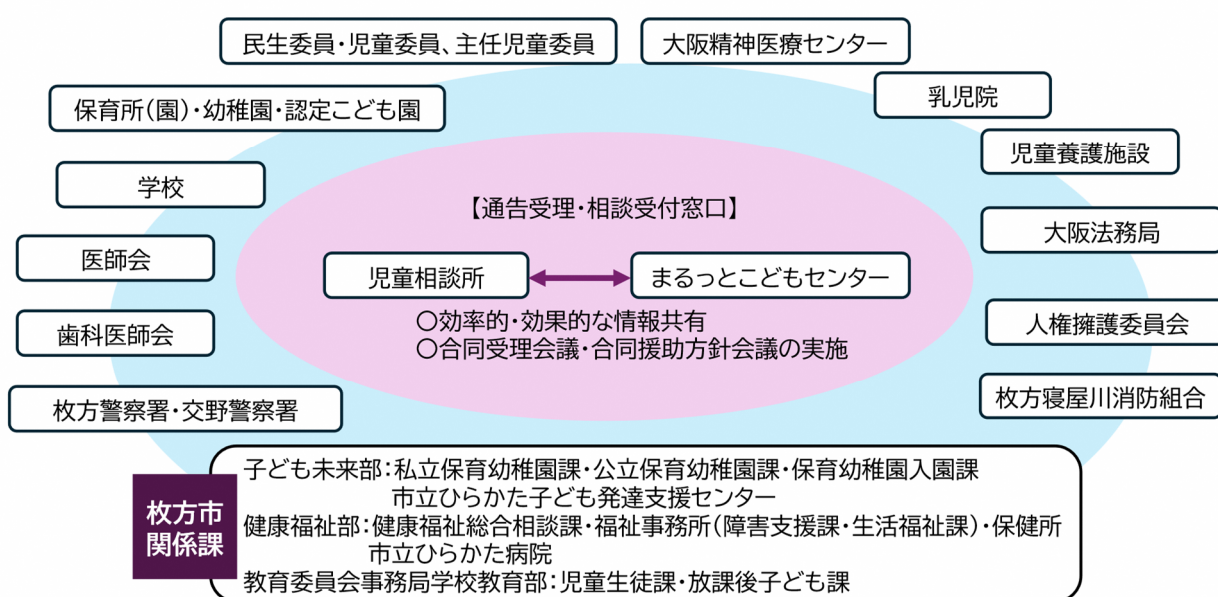 民生委員・児童委員、主任児童委員
大阪精神医療センター
乳児院
保育所(園)・幼稚園・認定こども園
児童養護施設
学校
【通告受理・相談受付窓口】
大阪法務局
医師会
児童相談所
まるっとこどもセンター
歯科医師会
〇効率的・効果的な情報共有
〇合同受理会議・合同援助方針会議の実施
人権擁護委員会
枚方警察署・交野警察署
枚方寝屋川消防組合
枚方市
関係課
子ども未来部:私立保育幼稚園課・公立保育幼稚園課・保育幼稚園入園課
市立ひらかた子ども発達支援センター
健康福祉部:健康福祉総合相談課・福祉事務所(障害支援課・生活福祉課)・保健所
市立ひらかた病院
教育委員会事務局学校教育部:児童生徒課・放課後子ども課